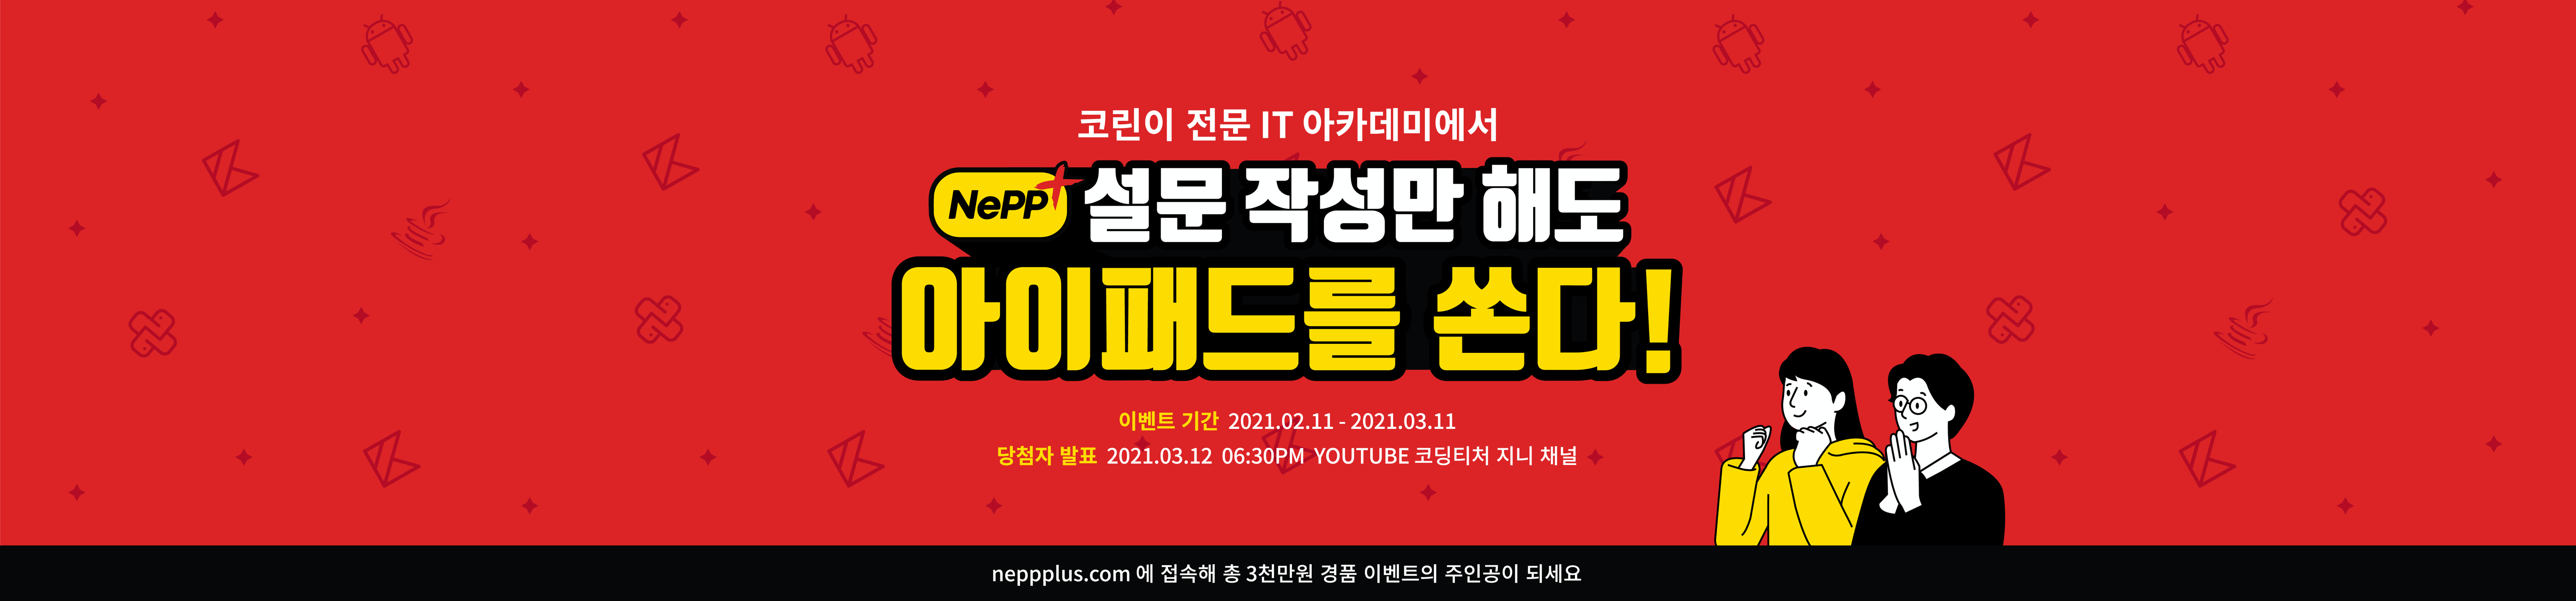 코린이 전문 IT 아카데미에서
NePP+ 설문 작성만 해도
아이패드를 쏜다!
이벤트 기간 2021.02.11 - 2021.03.11
당첨자 발표 2021.03.12 06:30PM YOUTUBE 코딩티처 지니 채널
neppplus.com 에 접속해 총 3천만원 경품 이벤트의 주인공이 되세요